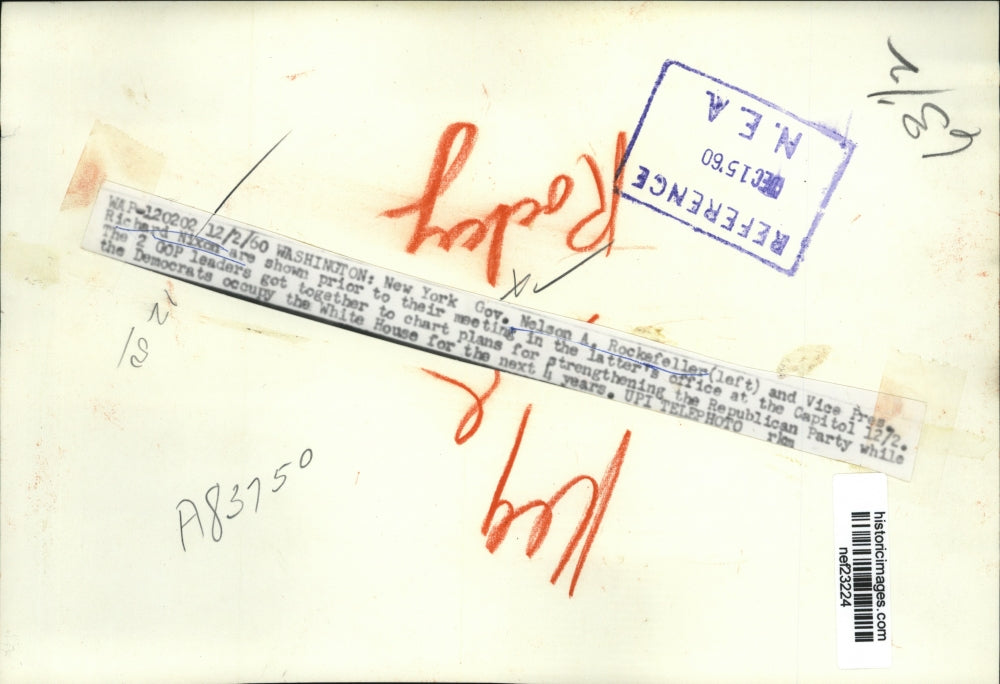 WAP-120202 12/2/60 WASHINGTON: New York Gov. Nelson A. Rockefeller(left) and Vice Pres.
Richard Nixon are shown prior to their meeting in the latter's office at the Capitol 12/2.
The 2 GOP leaders got together to chart plans for strengthening the Republican Party while
the Democrats occupy the White House for the next 4 years. UPI TELEPHOTO rkm
REFERENCE
DEC 15 '60
N. E. A.
Rocky
A83750
historicimages.com
nef23224